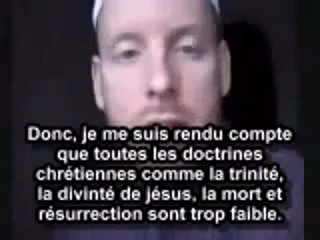 Donc, je me suis rendu compte
que toutes les doctrines
chrétiennes comme la trinité,
la divinté de jésus, la mort et
résurrection sont trop faible.